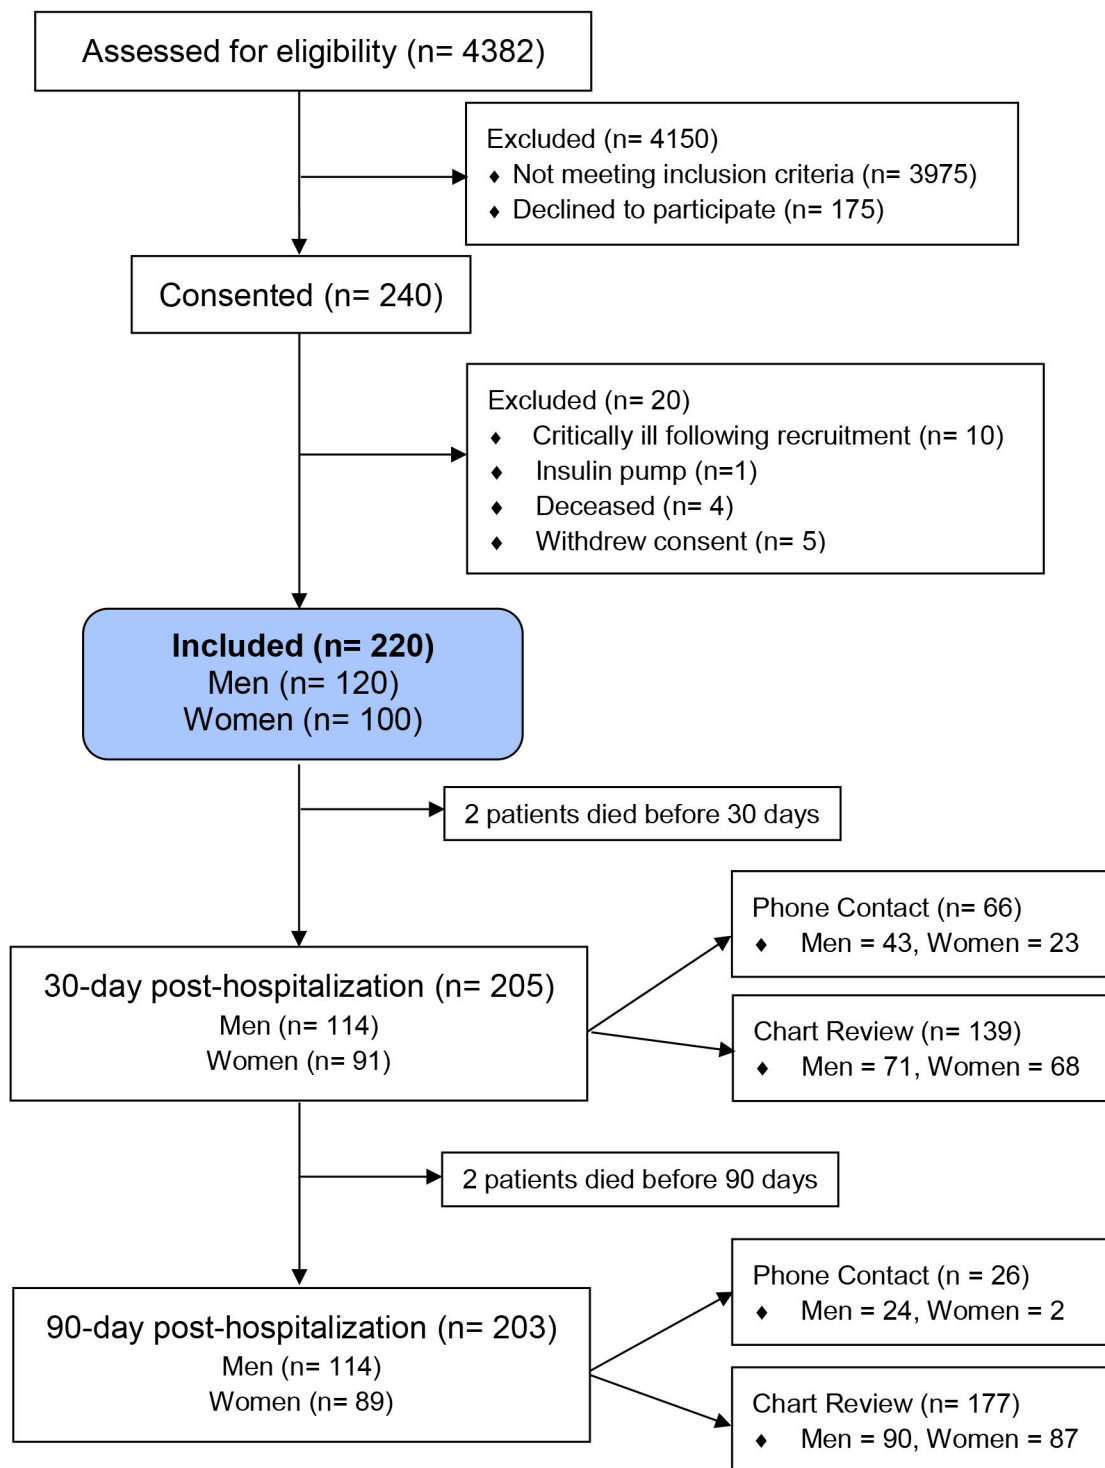 Assessed for eligibility (n= 4382)
Excluded (n= 4150)
♦ Not meeting inclusion criteria (n= 3975)
♦ Declined to participate (n= 175)
Consented (n= 240)
Excluded (n= 20)
♦ Critically ill following recruitment (n= 10)
♦ Insulin pump (n=1)
♦ Deceased (n= 4)
♦ Withdrew consent (n= 5)
Included (n= 220)
Men (n= 120)
Women (n= 100)
2 patients died before 30 days
Phone Contact (n= 66)
♦ Men = 43, Women = 23
30-day post-hospitalization (n= 205)
Men (n= 114)
Women (n= 91)
Chart Review (n= 139)
♦ Men = 71, Women = 68
2 patients died before 90 days
Phone Contact (n = 26)
♦ Men = 24, Women = 2
90-day post-hospitalization (n= 203)
Men (n= 114)
Women (n= 89)
Chart Review (n= 177)
♦ Men = 90, Women = 87